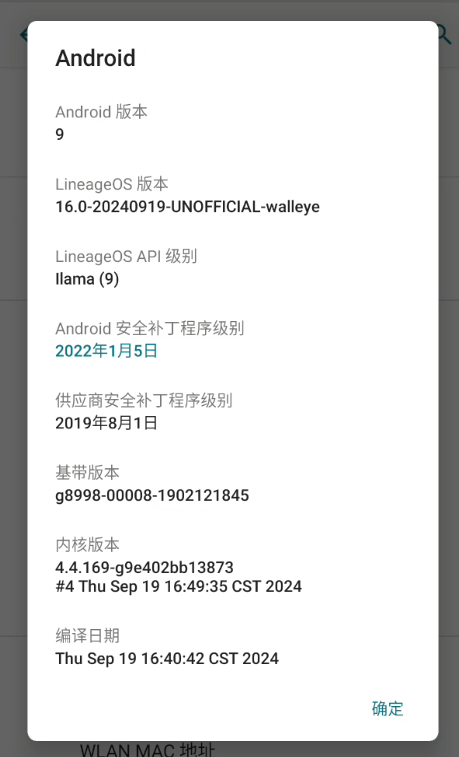 Android
Android 版本
9
LineageOS 版本
16.0-20240919-UNOFFICIAL-walleye
LineageOS API 级别
llama (9)
Android 安全补丁程序级别
2022年1月5日
供应商安全补丁程序级别
2019年8月1日
基带版本
g8998-00008-1902121845
内核版本
4.4.169-g9e402bb13873
#4 Thu Sep 19 16:49:35 CST 2024
编译日期
Thu Sep 19 16:40:42 CST 2024
确定
WLAN MAC 地址